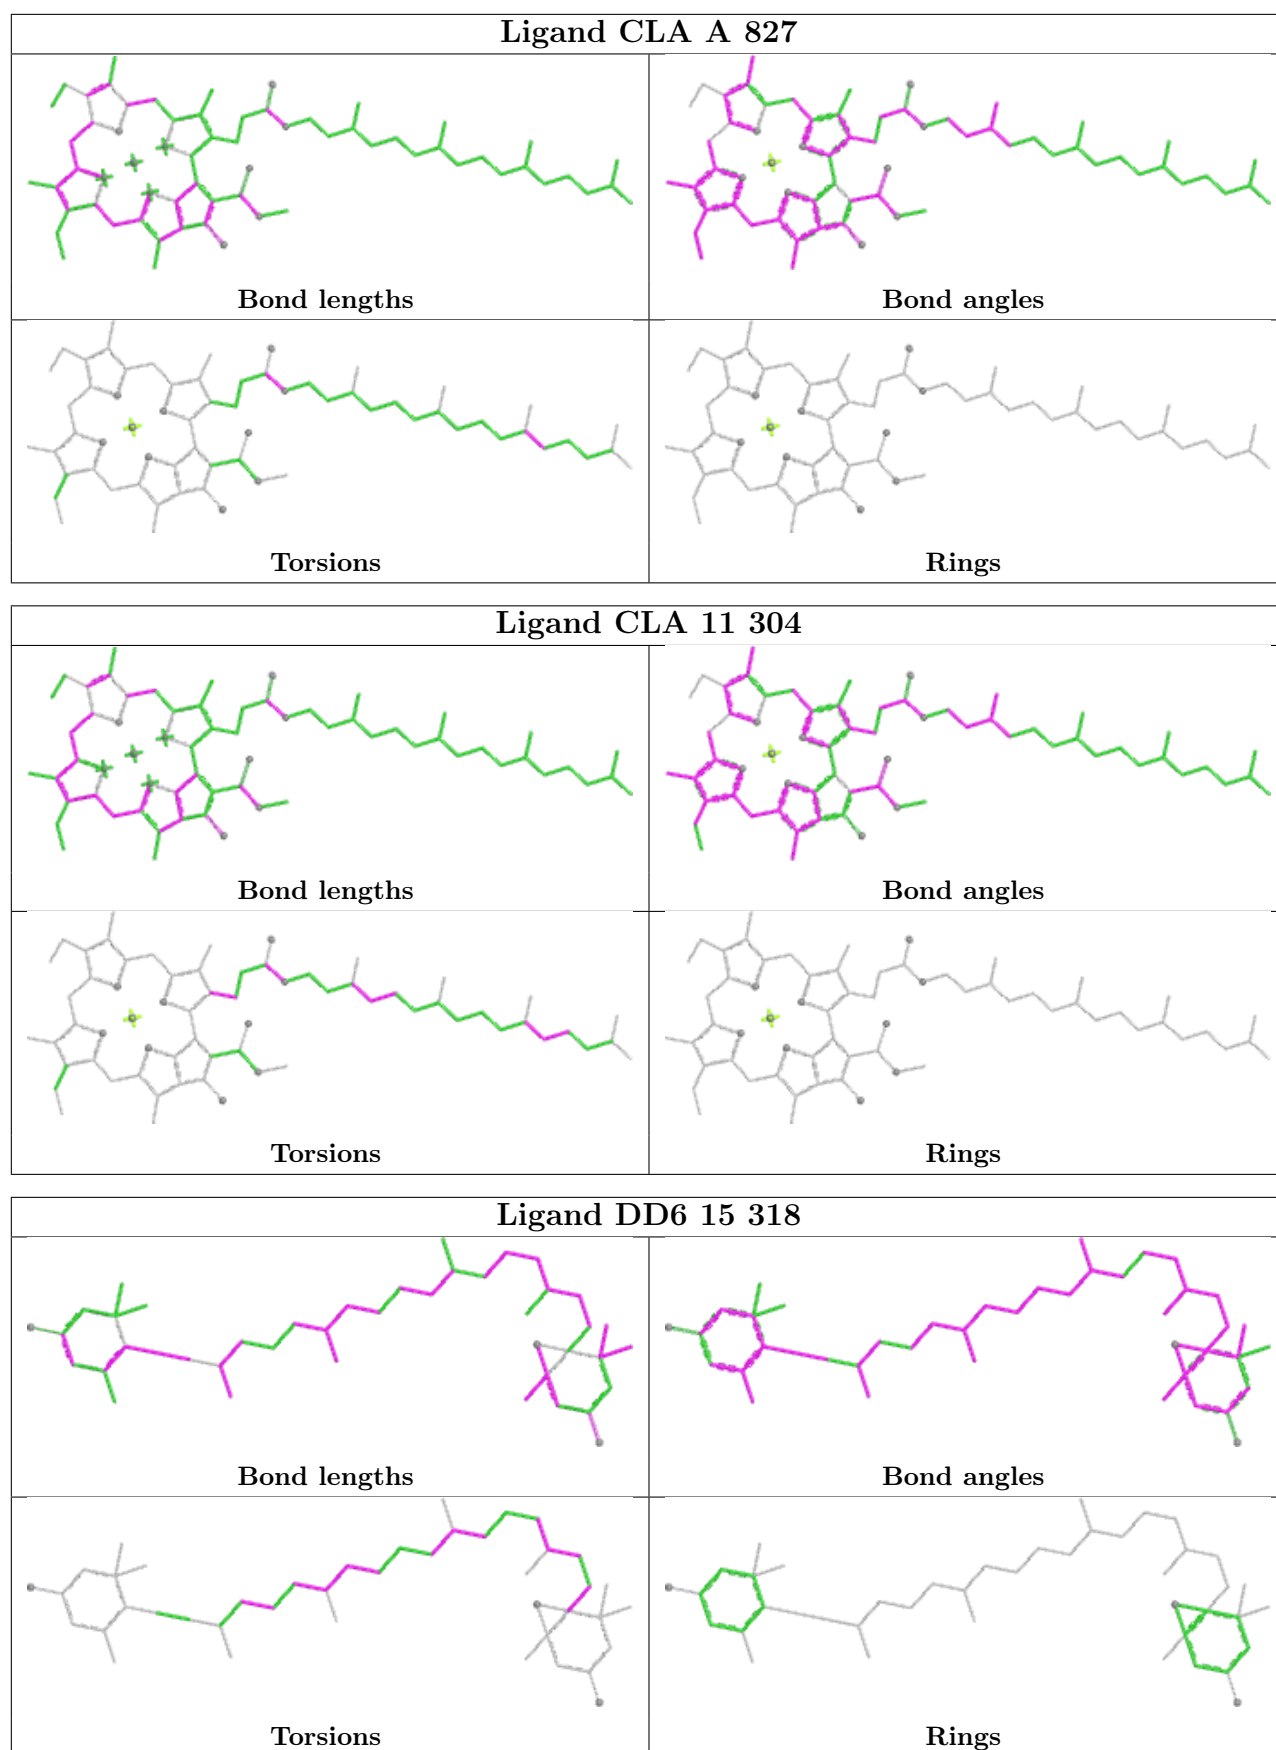 Ligand CLA A 827
Bond lengths
Bond angles
Torsions
Rings
Ligand CLA 11 304
Bond lengths
Bond angles
Torsions
Rings
Ligand DD6 15 318
Bond lengths
Bond angles
Torsions
Rings